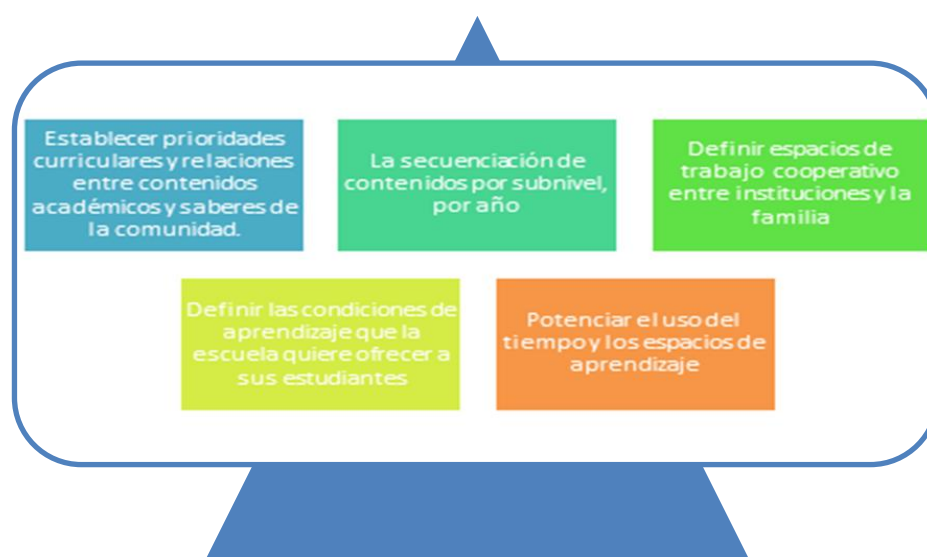 Establecer prioridades
curriculares y relaciones
entre contenidos
académicos y saberes de
la comunidad.
La secuenciación de
contenidos por subnivel,
por año
Definir espacios de
trabajo cooperativo
entre instituciones y la
familia
Definir las condiciones de
aprendizaje que la
escuela quiere ofrecer a
sus estudiantes
Potenciar el uso del
tiempo y los espacios de
aprendizaje